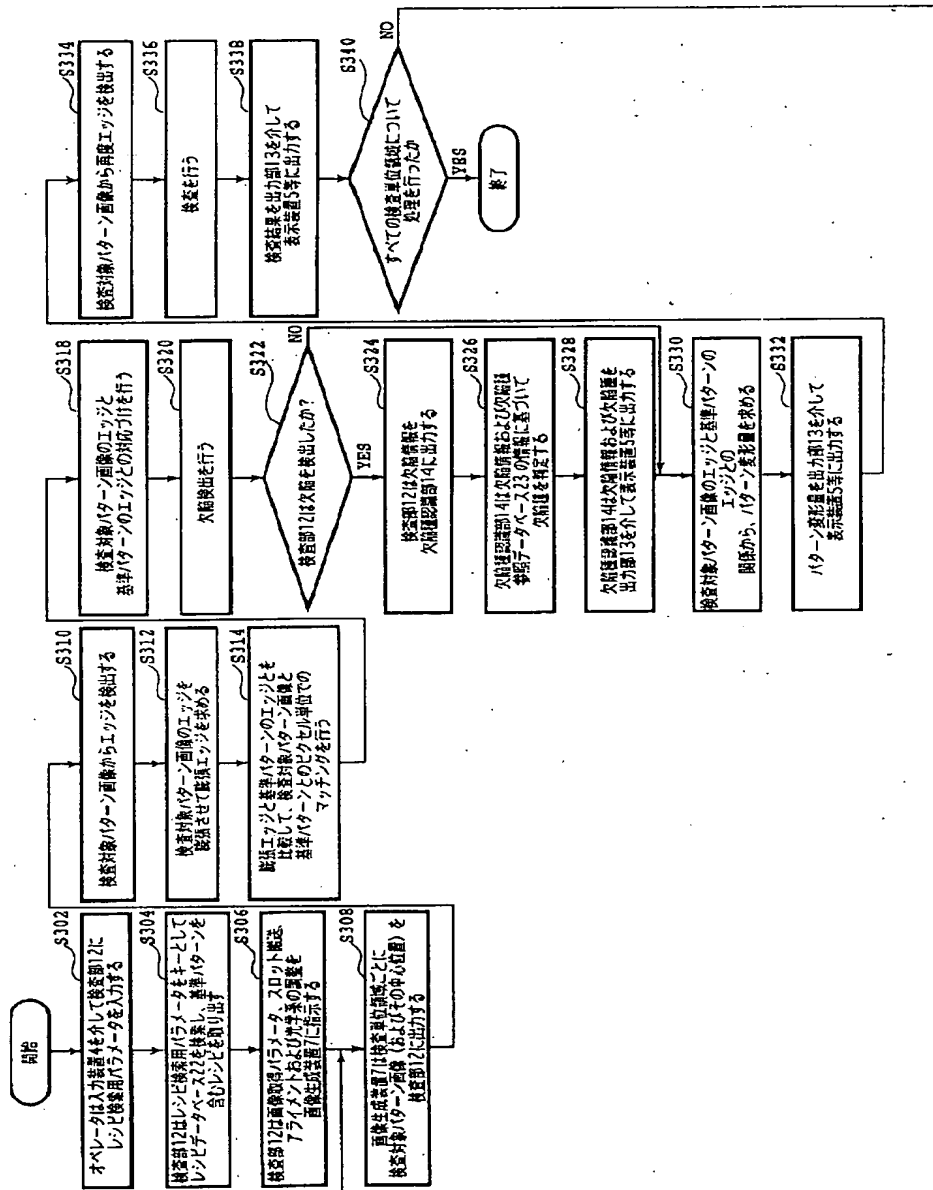 開始
S302
オペレータは入力装置4を介して検査部12に
レシピ検索用パラメータを入力する
S304
検査部12はレシピ検索用パラメータをキーとして
レシピデータベース22を検索し、基準パターンを
含むレシピを取り出す
S306
検査部12は画像取得パラメータ、スロット搬送、
アライメントおよび光学系の調整を
画像生成装置7に指示する
S308
画像生成装置7は検査単位領域ごとに
検査対象パターン画像(およびその中心位置)を
検査部12に出力する
S310
検査対象パターン画像からエッジを検出する
S312
検査対象パターン画像のエッジを
膨張させて膨張エッジを求める
S314
膨張エッジと基準パターンのエッジとを
比較して、検査対象パターン画像と
基準パターンとのピクセル単位での
マッチングを行う
S318
検査対象パターン画像のエッジと
基準パターンのエッジとの対応づけを行う
S320
欠陥検出を行う
S322
検査部12は欠陥を検出したか?
NO
YES
S324
検査部12は欠陥情報を
欠陥種認識部14に出力する
S326
欠陥種認識部14は欠陥情報および欠陥種
参照データベース23の情報に基づいて
欠陥種を判定する
S328
欠陥種認識部14は欠陥情報および欠陥種を
出力部13を介して表示装置5等に出力する
S330
検査対象パターン画像のエッジと基準パターンの
エッジとの
関係から、パターン変形量を求める
S332
パターン変形量を出力部13を介して
表示装置5等に出力する
S334
検査対象パターン画像から再度エッジを検出する
S336
検査を行う
S338
検査結果を出力部13を介して
表示装置5等に出力する
S340
すべての検査単位領域について
処理を行ったか
NO
YES
終了